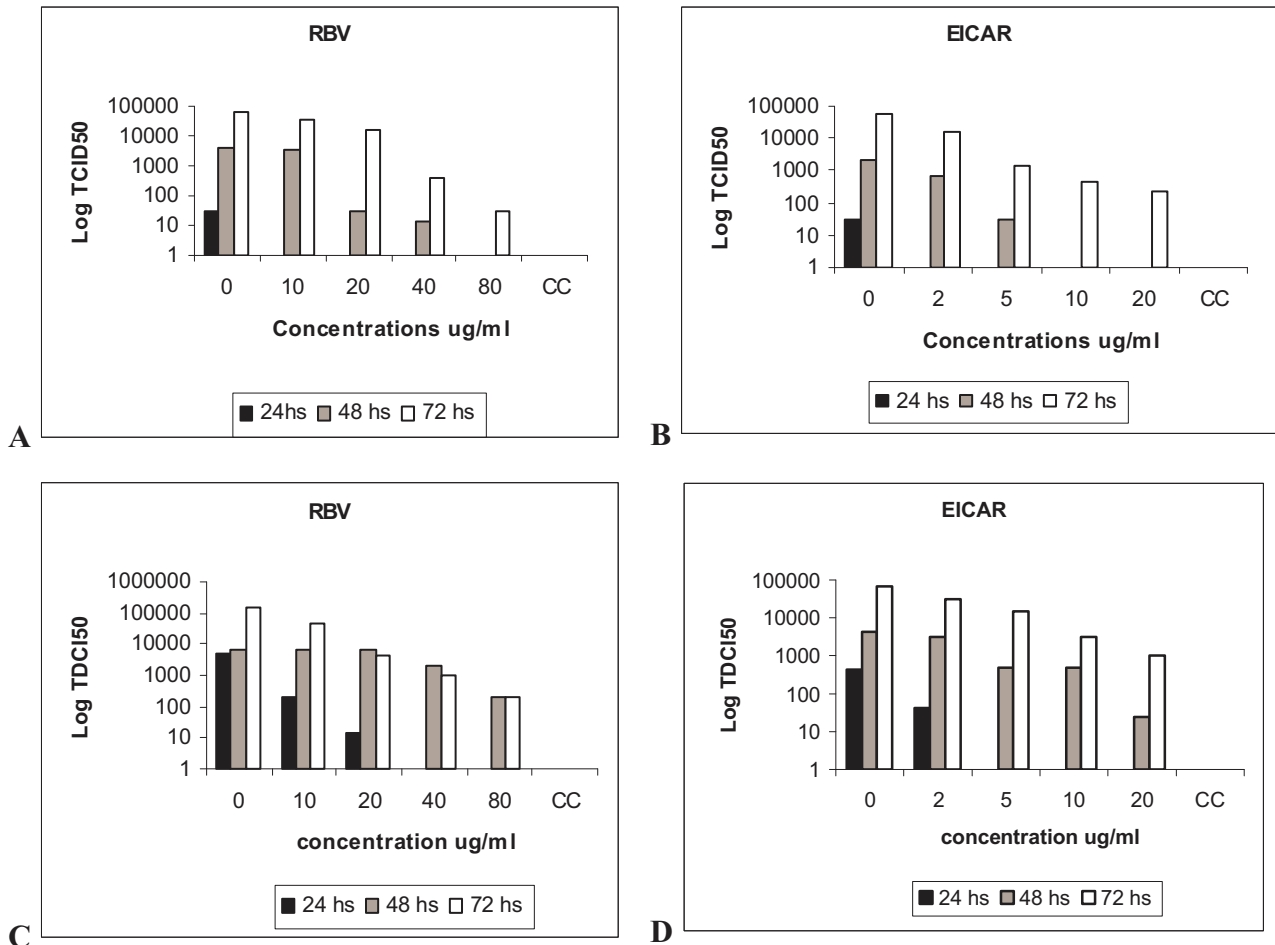 RBV
Log TCID50
100000
10000
1000
100
10
1
0 10 20 40 80 CC
Concentrations ug/ml
24hs 48 hs 72 hs
A
EICAR
Log TCID50
100000
10000
1000
100
10
1
0 2 5 10 20 CC
Concentrations ug/ml
24 hs 48 hs 72 hs
B
RBV
Log TDCI50
1000000
100000
10000
1000
100
10
1
0 10 20 40 80 CC
concentration ug/ml
24 hs 48 hs 72 hs
C
EICAR
Log TDCI50
100000
10000
1000
100
10
1
0 2 5 10 20 CC
concentration ug/ml
24 hs 48 hs 72 hs
D